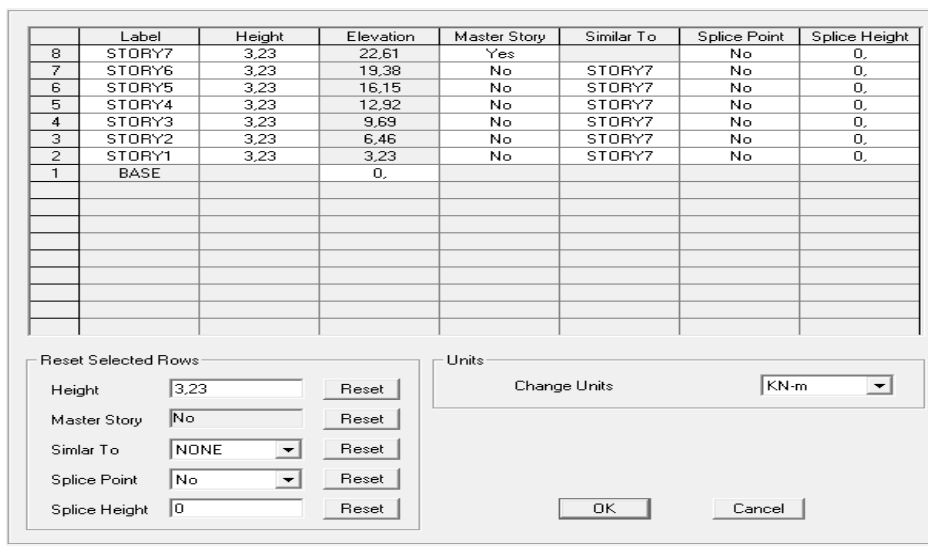 Label Height Elevation Master Story Similar To Splice Point Splice Height
8 STORY7 3,23 22,61 Yes No 0,
7 STORY6 3,23 19,38 No STORY7 No 0,
6 STORY5 3,23 16,15 No STORY7 No 0,
5 STORY4 3,23 12,92 No STORY7 No 0,
4 STORY3 3,23 9,69 No STORY7 No 0,
3 STORY2 3,23 6,46 No STORY7 No 0,
2 STORY1 3,23 3,23 No STORY7 No 0,
1 BASE 0,
Reset Selected Rows
Height 3,23 Reset
Master Story No Reset
Simlar To NONE Reset
Splice Point No Reset
Splice Height 0 Reset
Units
Change Units KN-m
OK Cancel